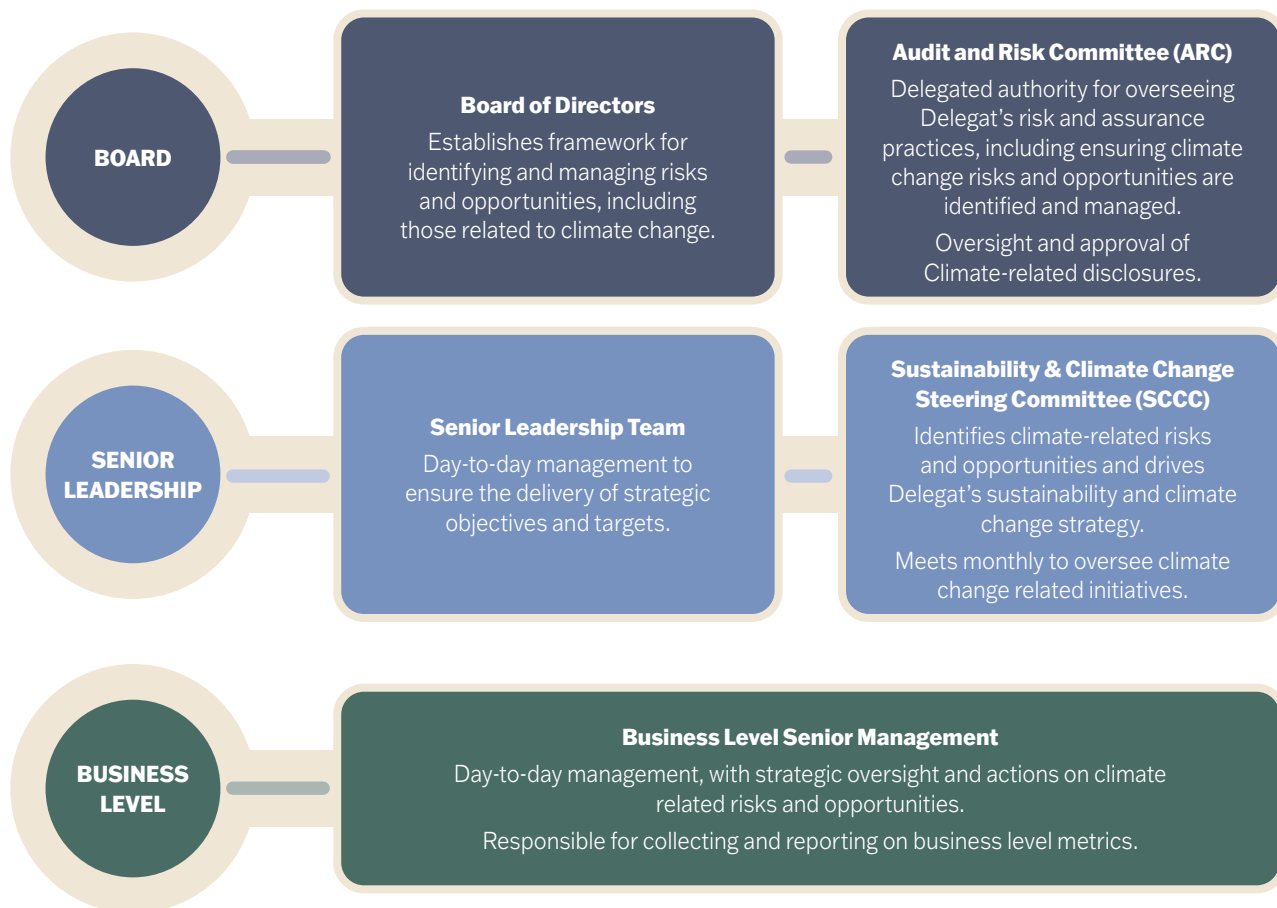 BOARD
Board of Directors
Establishes framework for
identifying and managing risks
and opportunities, including
those related to climate change.
Audit and Risk Committee (ARC)
Delegated authority for overseeing
Delegat's risk and assurance
practices, including ensuring climate
change risks and opportunities are
identified and managed.
Oversight and approval of
Climate-related disclosures.
SENIOR
LEADERSHIP
Senior Leadership Team
Day-to-day management to
ensure the delivery of strategic
objectives and targets.
Sustainability & Climate Change
Steering Committee (SCCC)
Identifies climate-related risks
and opportunities and drives
Delegat's sustainability and climate
change strategy.
Meets monthly to oversee climate
change related initiatives.
BUSINESS
LEVEL
Business Level Senior Management
Day-to-day management, with strategic oversight and actions on climate
related risks and opportunities.
Responsible for collecting and reporting on business level metrics.